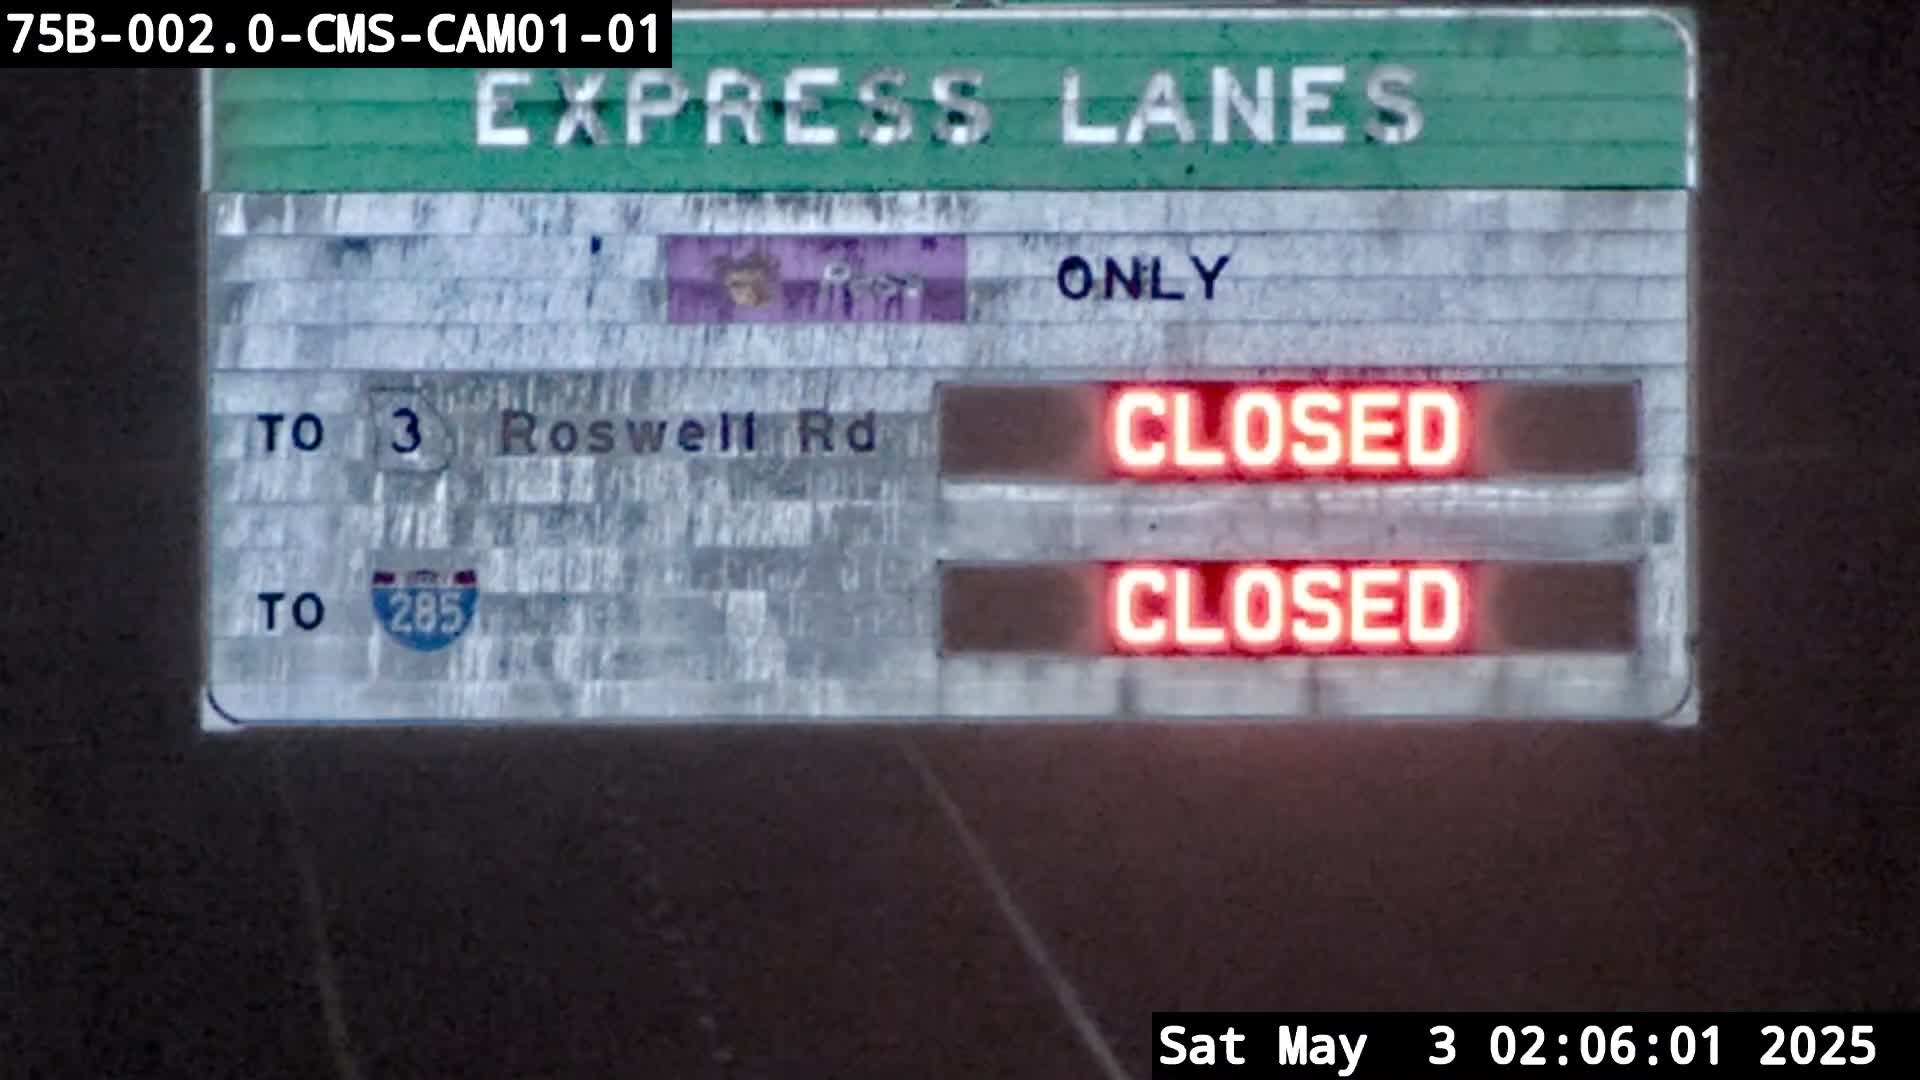 75B-002.0-CMS-CAM01-01
EXPRESS LANES
ONLY
TO 3 Roswell Rd CLOSED
TO 285 CLOSED
Sat May 3 02:06:01 2025